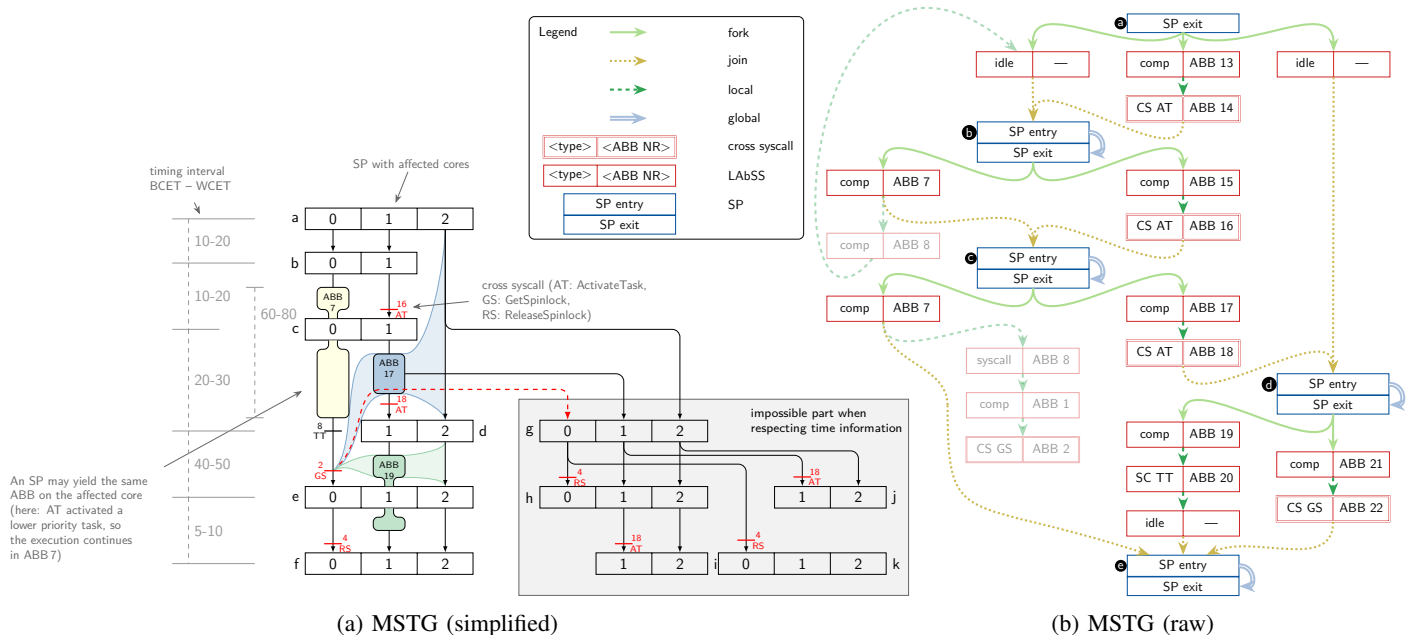 Legend
fork
join
local
global
<type> <ABB NR> cross syscall
<type> <ABB NR> LAbSS
SP entry
SP exit
SP
timing interval
BCET – WCET
SP with affected cores
a 0 1 2
10-20
b 0 1
10-20
60-80
ABB
7
16
AT
cross syscall (AT: ActivateTask,
GS: GetSpinlock,
RS: ReleaseSpinlock)
c 0 1
20-30
ABB
17
18
AT
8
TT
1 2 d
40-50
2
GS
ABB
19
An SP may yield the same
ABB on the affected core
(here: AT activated a
lower priority task, so
the execution continues
in ABB 7)
e 0 1 2
5-10
4
RS
f 0 1 2
impossible part when
respecting time information
g 0 1 2
4
RS
18
AT
h 0 1 2
1 2 j
18
AT
4
RS
1 2 i
0 1 2 k
(a) MSTG (simplified)
a SP exit
idle —
comp ABB 13
idle —
CS AT ABB 14
b SP entry
SP exit
comp ABB 7
comp ABB 15
CS AT ABB 16
comp ABB 8
c SP entry
SP exit
comp ABB 7
comp ABB 17
syscall ABB 8
CS AT ABB 18
comp ABB 1
d SP entry
SP exit
CS GS ABB 2
comp ABB 19
comp ABB 21
SC TT ABB 20
CS GS ABB 22
idle —
e SP entry
SP exit
(b) MSTG (raw)